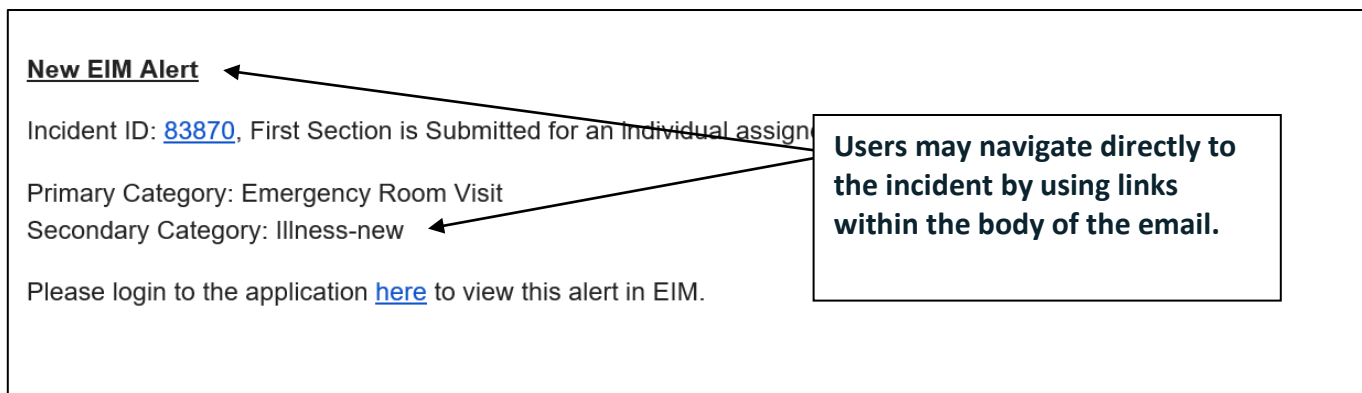 New EIM Alert
Incident ID: 83870, First Section is Submitted for an individual
Primary Category: Emergency Room Visit
Secondary Category: Illness-new
Please login to the application here to view this alert in EIM.
Users may navigate directly to
the incident by using links
within the body of the email.